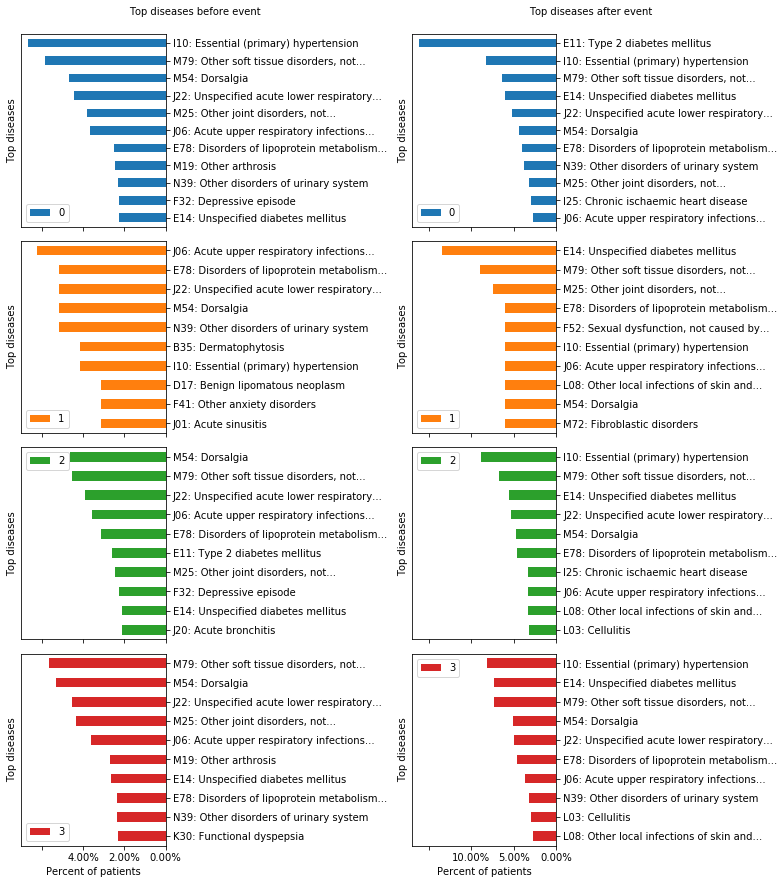 Top diseases before event
Top diseases
I10: Essential (primary) hypertension
M79: Other soft tissue disorders, not...
M54: Dorsalgia
J22: Unspecified acute lower respiratory...
M25: Other joint disorders, not...
J06: Acute upper respiratory infections...
E78: Disorders of lipoprotein metabolism...
M19: Other arthrosis
N39: Other disorders of urinary system
F32: Depressive episode
E14: Unspecified diabetes mellitus
0
Top diseases after event
Top diseases
E11: Type 2 diabetes mellitus
I10: Essential (primary) hypertension
M79: Other soft tissue disorders, not...
E14: Unspecified diabetes mellitus
J22: Unspecified acute lower respiratory...
M54: Dorsalgia
E78: Disorders of lipoprotein metabolism...
N39: Other disorders of urinary system
M25: Other joint disorders, not...
I25: Chronic ischaemic heart disease
J06: Acute upper respiratory infections...
0
Top diseases
J06: Acute upper respiratory infections...
E78: Disorders of lipoprotein metabolism...
J22: Unspecified acute lower respiratory...
M54: Dorsalgia
N39: Other disorders of urinary system
B35: Dermatophytosis
I10: Essential (primary) hypertension
D17: Benign lipomatous neoplasm
F41: Other anxiety disorders
J01: Acute sinusitis
1
Top diseases
E14: Unspecified diabetes mellitus
M79: Other soft tissue disorders, not...
M25: Other joint disorders, not...
E78: Disorders of lipoprotein metabolism...
F52: Sexual dysfunction, not caused by...
I10: Essential (primary) hypertension
J06: Acute upper respiratory infections...
L08: Other local infections of skin and...
M54: Dorsalgia
M72: Fibroblastic disorders
1
Top diseases
2
M54: Dorsalgia
M79: Other soft tissue disorders, not...
J22: Unspecified acute lower respiratory...
J06: Acute upper respiratory infections...
E78: Disorders of lipoprotein metabolism...
E11: Type 2 diabetes mellitus
M25: Other joint disorders, not...
F32: Depressive episode
E14: Unspecified diabetes mellitus
J20: Acute bronchitis
Top diseases
2
I10: Essential (primary) hypertension
M79: Other soft tissue disorders, not...
E14: Unspecified diabetes mellitus
J22: Unspecified acute lower respiratory...
M54: Dorsalgia
E78: Disorders of lipoprotein metabolism...
I25: Chronic ischaemic heart disease
J06: Acute upper respiratory infections...
L08: Other local infections of skin and...
L03: Cellulitis
Top diseases
M79: Other soft tissue disorders, not...
M54: Dorsalgia
J22: Unspecified acute lower respiratory...
M25: Other joint disorders, not...
J06: Acute upper respiratory infections...
M19: Other arthrosis
E14: Unspecified diabetes mellitus
E78: Disorders of lipoprotein metabolism...
N39: Other disorders of urinary system
K30: Functional dyspepsia
3
4.00% 2.00% 0.00%
Percent of patients
Top diseases
3
I10: Essential (primary) hypertension
E14: Unspecified diabetes mellitus
M79: Other soft tissue disorders, not...
M54: Dorsalgia
J22: Unspecified acute lower respiratory...
E78: Disorders of lipoprotein metabolism...
J06: Acute upper respiratory infections...
N39: Other disorders of urinary system
L03: Cellulitis
L08: Other local infections of skin and...
10.00% 5.00% 0.00%
Percent of patients